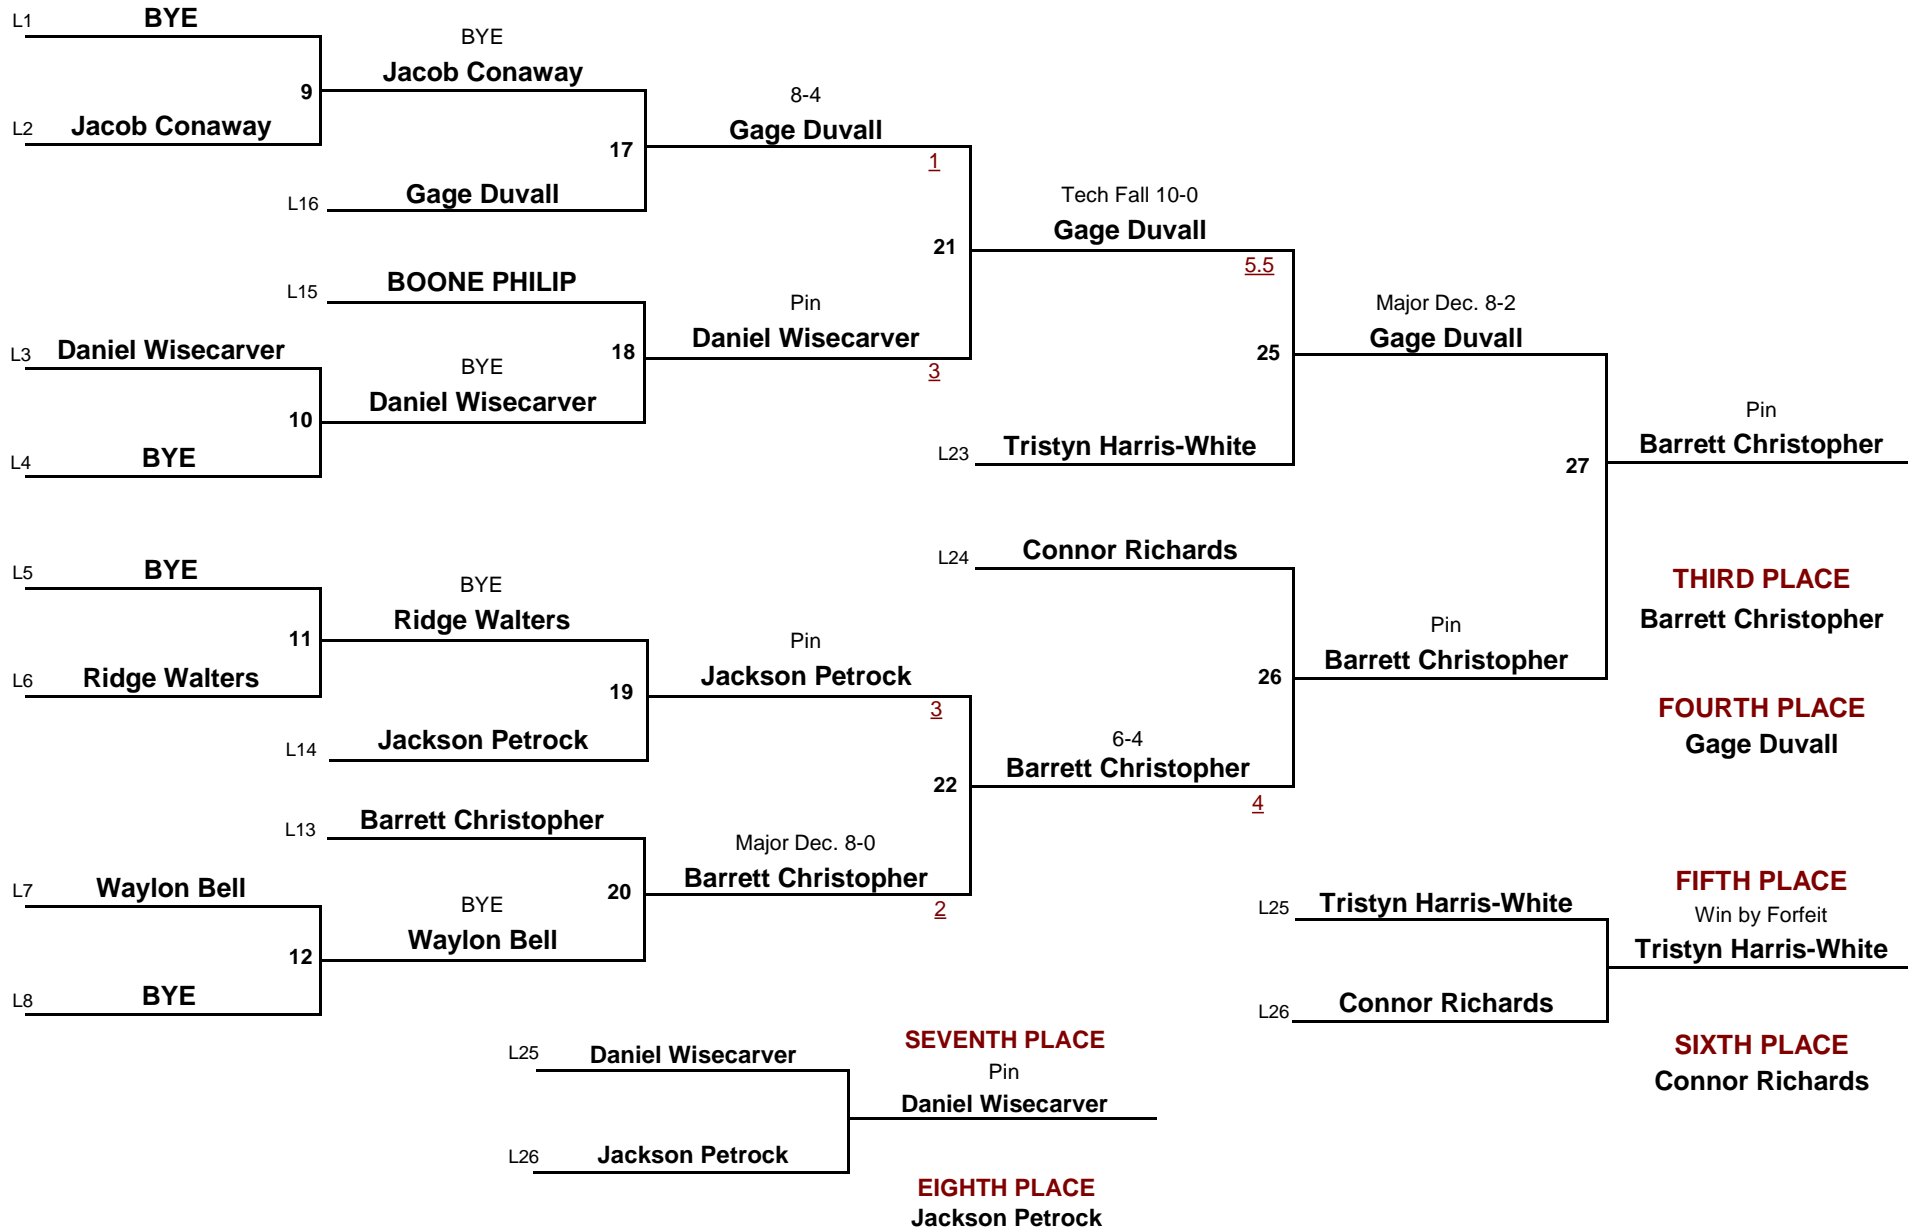 L1 BYE
9
L2 Jacob Conaway
BYE
Jacob Conaway
17
L16 Gage Duvall
8-4
Gage Duvall
1
21
L15 BOONE PHILIP
L3 Daniel Wisecarver
10
L4 BYE
BYE
Daniel Wisecarver
18
Pin
Daniel Wisecarver
3
Tech Fall 10-0
Gage Duvall
5.5
25
L23 Tristyn Harris-White
Major Dec. 8-2
Gage Duvall
27
Pin
Barrett Christopher
L5 BYE
11
L6 Ridge Walters
BYE
Ridge Walters
19
L14 Jackson Petrock
Pin
Jackson Petrock
3
22
L13 Barrett Christopher
L7 Waylon Bell
12
L8 BYE
BYE
Waylon Bell
20
Major Dec. 8-0
Barrett Christopher
2
L24 Connor Richards
26
6-4
Barrett Christopher
4
Pin
Barrett Christopher
THIRD PLACE
Barrett Christopher
FOURTH PLACE
Gage Duvall
L25 Tristyn Harris-White
L26 Connor Richards
FIFTH PLACE
Win by Forfeit
Tristyn Harris-White
SIXTH PLACE
Connor Richards
L25 Daniel Wisecarver
L26 Jackson Petrock
SEVENTH PLACE
Pin
Daniel Wisecarver
EIGHTH PLACE
Jackson Petrock